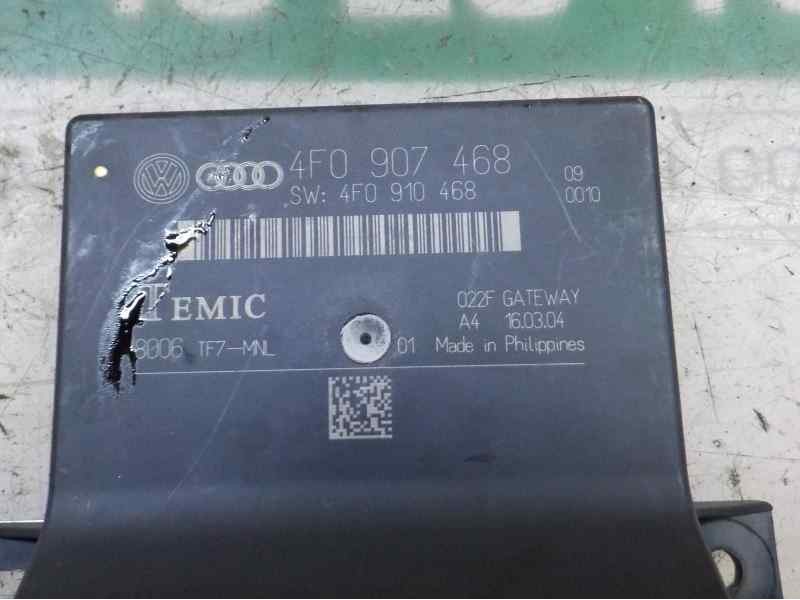 4F0 907 468
SW: 4F0 910 468
09
0010
TEMIC
022F GATEWAY
A4 16.03.04
8006 TF7-MNL
01 Made in Philippines